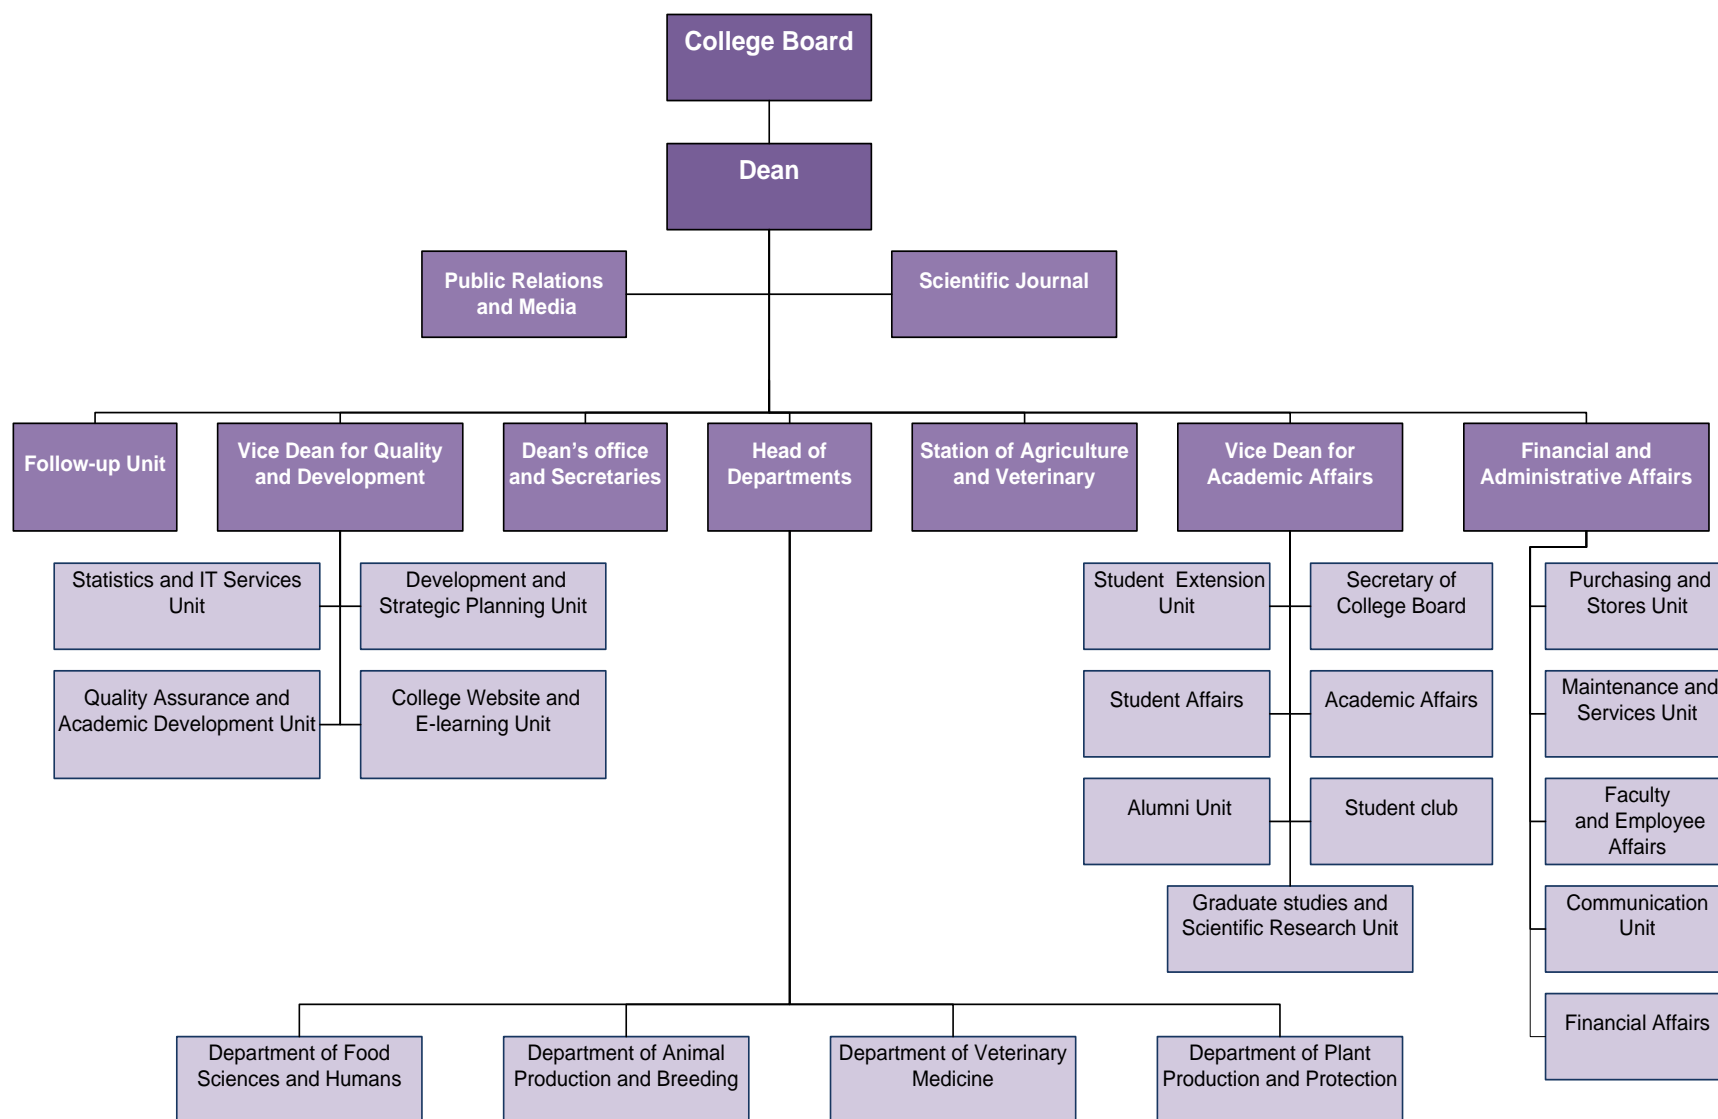 College Board
Dean
Public Relations
and Media
Scientific Journal
Follow-up Unit
Vice Dean for Quality
and Development
Dean’s office
and Secretaries
Head of
Departments
Station of Agriculture
and Veterinary
Vice Dean for
Academic Affairs
Financial and
Administrative Affairs
Statistics and IT Services
Unit
Development and
Strategic Planning Unit
Quality Assurance and
Academic Development Unit
College Website and
E-learning Unit
Student Extension
Unit
Secretary of
College Board
Student Affairs
Academic Affairs
Alumni Unit
Student club
Graduate studies and
Scientific Research Unit
Purchasing and
Stores Unit
Maintenance and
Services Unit
Faculty
and Employee
Affairs
Communication
Unit
Financial Affairs
Department of Food
Sciences and Humans
Department of Animal
Production and Breeding
Department of Veterinary
Medicine
Department of Plant
Production and Protection